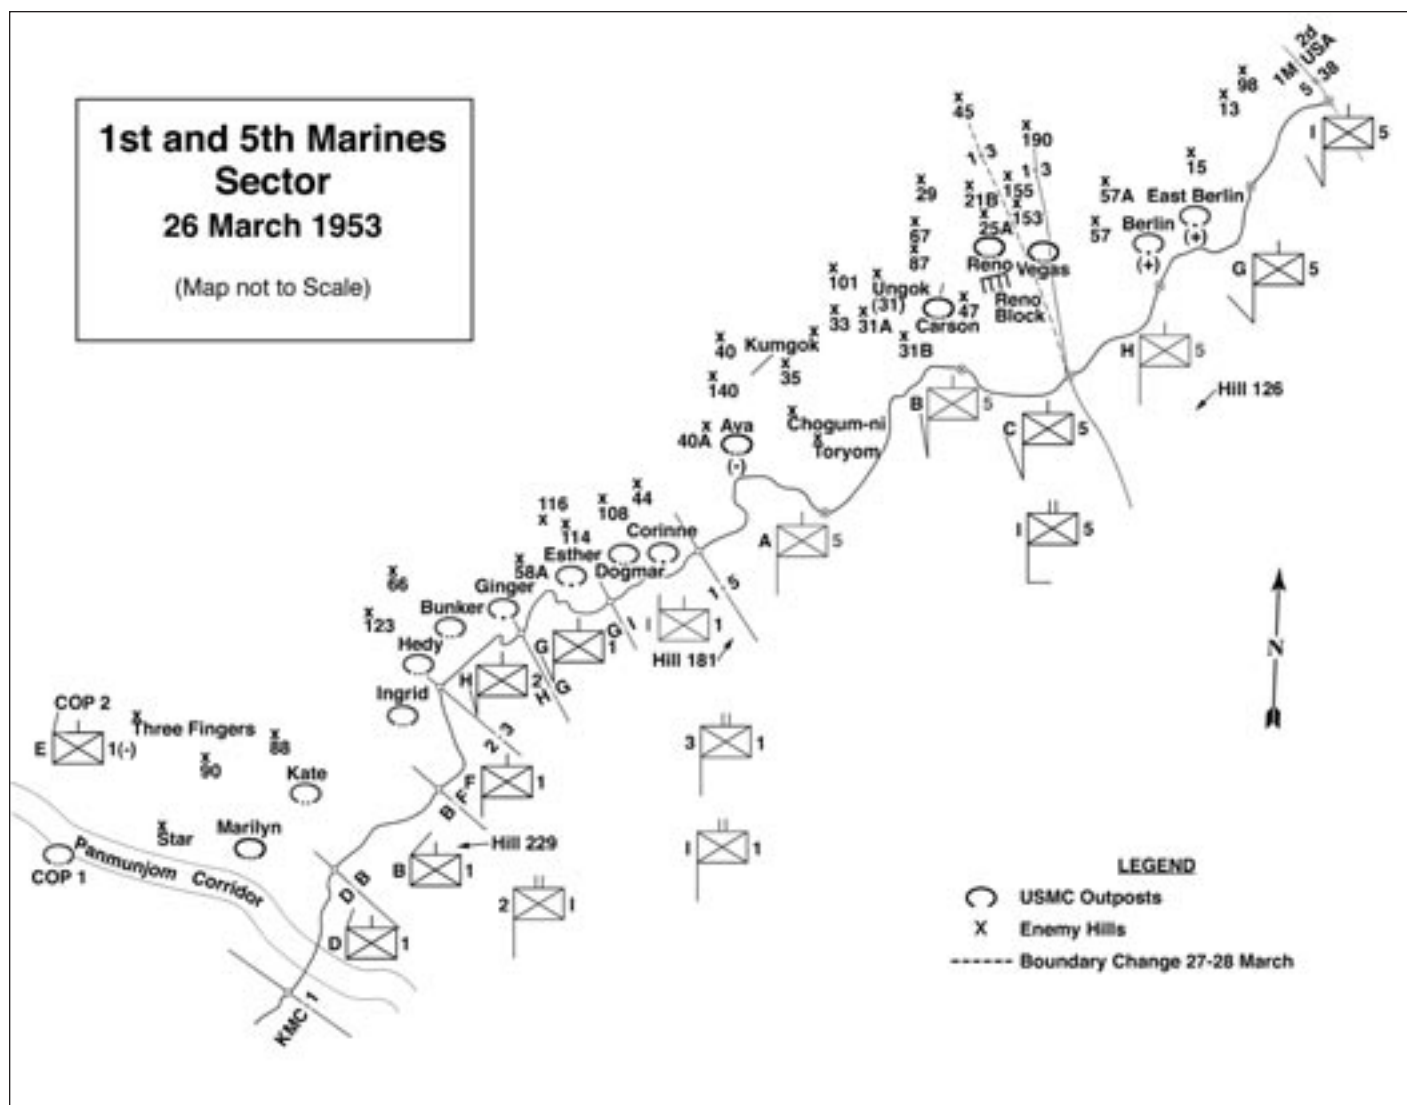 1st and 5th Marines
Sector
26 March 1953
(Map not to Scale)
2d
USA
1M
5 38
x
98
x
13
I 5
x
45
x
190
1-3
1-3
x
15
x
29
x
21B
x
155
x
57A
East Berlin
(+)
x
25A
x
153
x
57
Berlin
(+)
x
67
x
87
Reno
Vegas
G 5
x
101
x
Ungok
(31)
x
47
Reno
Block
x
33
x
31A
Carson
x
31B
x
40
Kumgok
x
x
35
H 5
x
140
Hill 126
B 5
x
Chogum-ni
x
Toryom
C 5
x
40A
Ava
(-)
x
44
116
x
x
108
x
114
Corinne
I 5
A 5
x
58A
Esther
Dogmar
1-5
x
66
Ginger
Bunker
x
123
G I
I 1
G 1
Hill 181
Hedy
H 2
H G
Ingrid
COP 2
E 1(-)
x
Three Fingers
x
88
x
90
2-3
3 1
Kate
F 1
B F
x
Star
Marilyn
Hill 229
I 1
COP 1
Panmunjom Corridor
B 1
D B
2 I
D 1
KMC 1
N
LEGEND
USMC Outposts
X Enemy Hills
Boundary Change 27-28 March